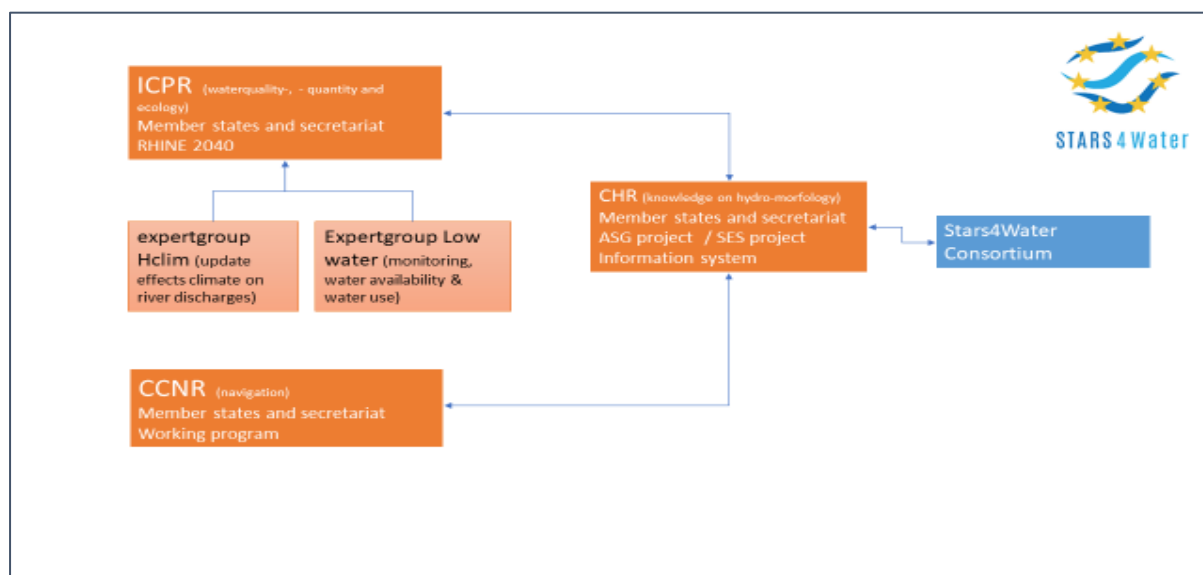 ICPR (waterquality-, - quantity and
ecology)
Member states and secretariat
RHINE 2040
STARS4Water
CHR (knowledge on hydro-morfology)
Member states and secretariat
ASG project / SES project
Information system
Stars4Water
Consortium
expertgroup
Hclim (update
effects climate on
river discharges)
Expertgroup Low
water (monitoring,
water availability &
water use)
CCNR (navigation)
Member states and secretariat
Working program